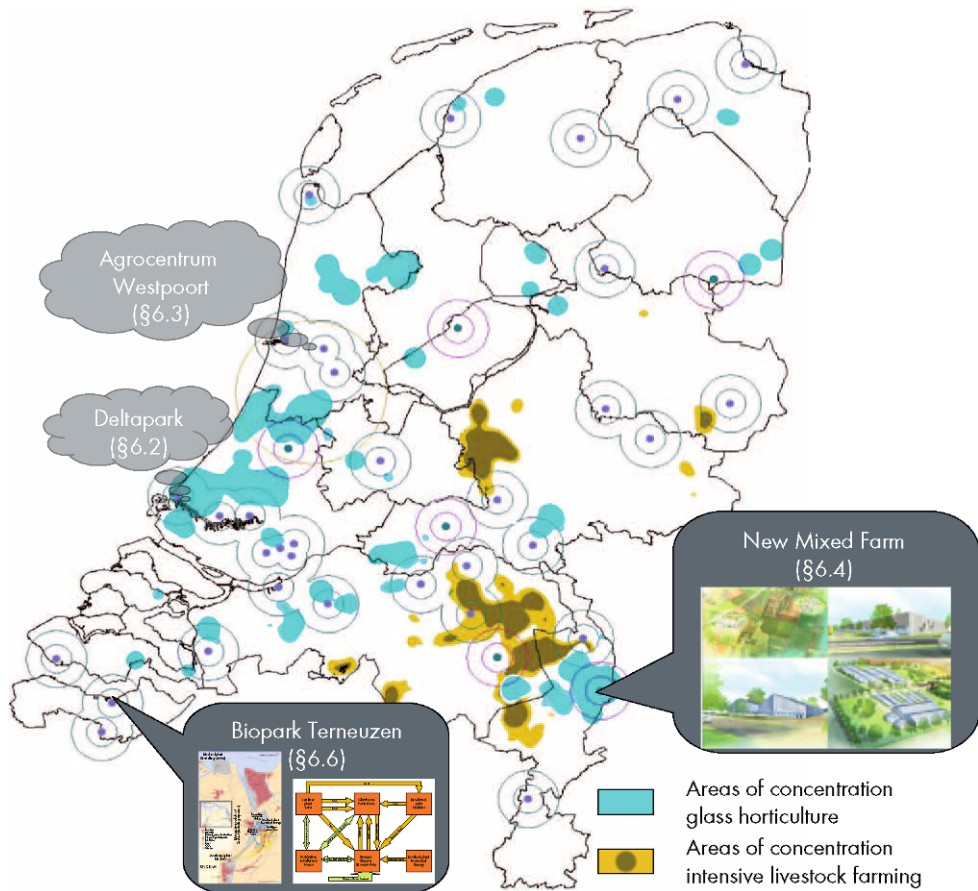 Agrocentrum
Westpoort
(§6.3)
Deltapark
(§6.2)
New Mixed Farm
(§6.4)
Biopark Terneuzen
(§6.6)
Areas of concentration
glass horticulture
Areas of concentration
intensive livestock farming